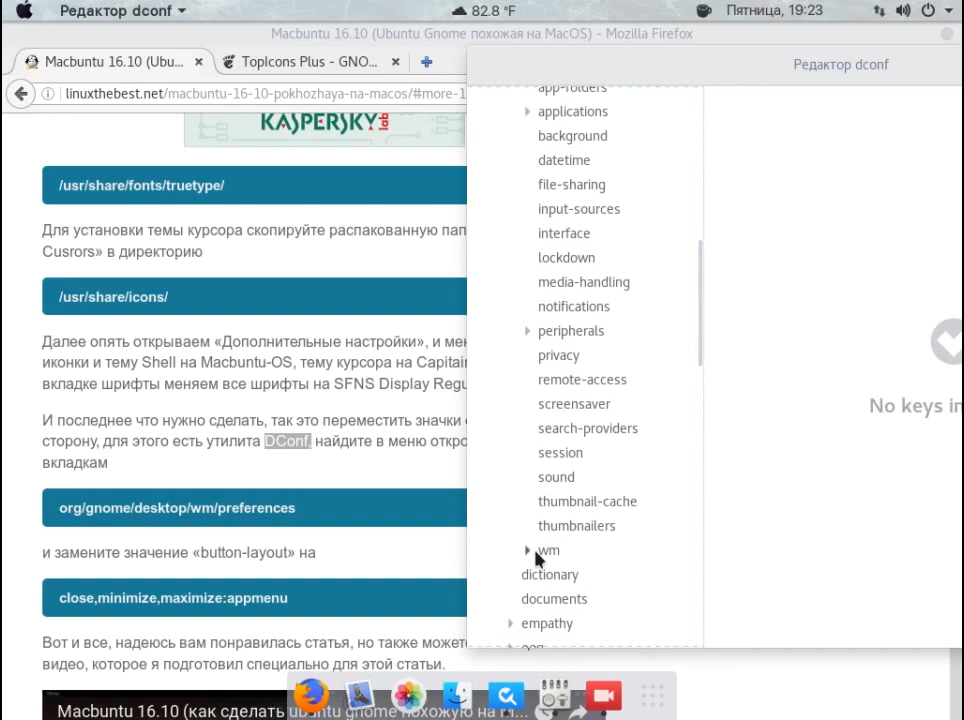 Редактор dconf
82.8 °F
Пятница, 19:23
Macbuntu 16.10 (Ubuntu Gnome похожая на MacOS) - Mozilla Firefox
Macbuntu 16.10 (Ubu...
TopIcons Plus - GNO...
linuxthebest.net/macbuntu-16-10-pokhozhaya-na-macos/#more-1
KASPERSKY lab
/usr/share/fonts/truetype/
Для установки темы курсора скопируйте распакованную пап
Cusrors» в директорию
/usr/share/icons/
Далее опять открываем «Дополнительные настройки», и мен
иконки и тему Shell на Macbuntu-OS, тему курсора на Capitai
вкладке шрифты меняем все шрифты на SFNS Display Regu
И последнее что нужно сделать, так это переместить значки
сторону, для этого есть утилита DConf, найдите в меню откро
вкладкам
org/gnome/desktop/wm/preferences
и замените значение «button-layout» на
close,minimize,maximize:appmenu
Вот и все, надеюсь вам понравилась статья, но также можете
видео, которое я подготовил специально для этой статьи.
Macbuntu 16.10 (как сделать ubuntu gnome похожую на M...
Редактор dconf
app-folders
applications
background
datetime
file-sharing
input-sources
interface
lockdown
media-handling
notifications
peripherals
privacy
remote-access
screensaver
search-providers
session
sound
thumbnail-cache
thumbnailers
wm
dictionary
documents
empathy
No keys in